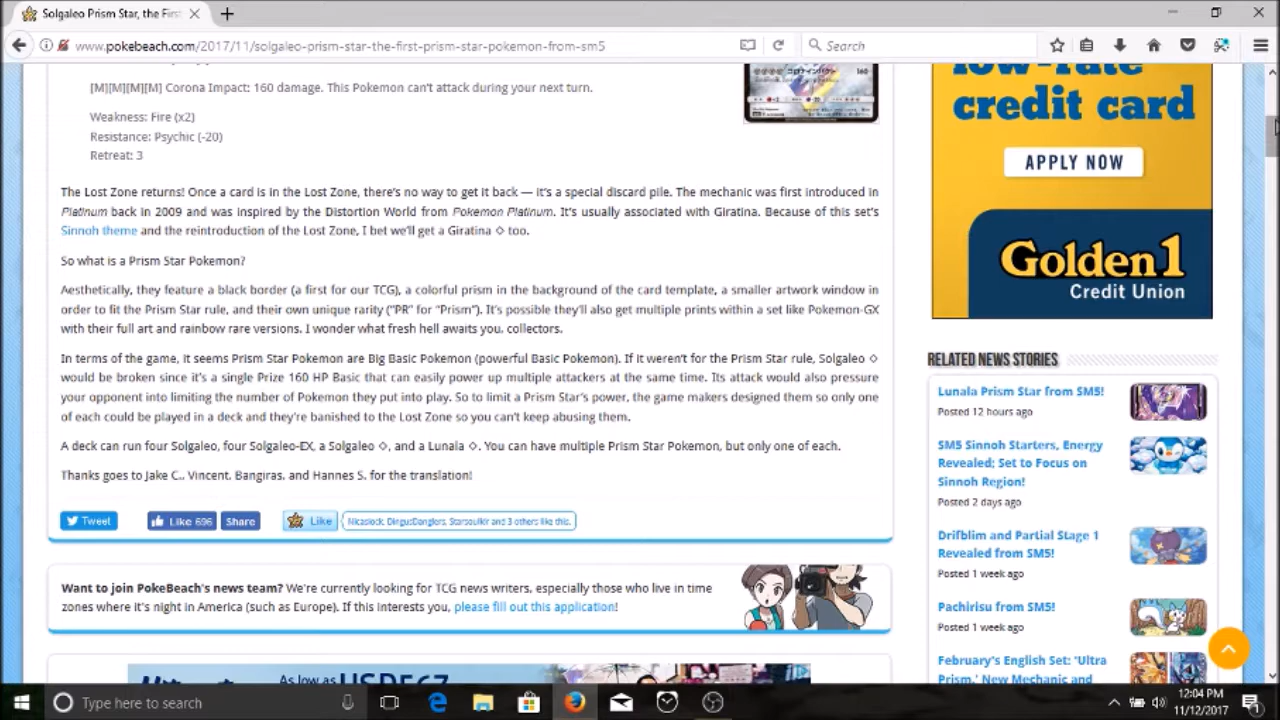 Solgaleo Prism Star, the First
www.pokebeach.com/2017/11/solgaleo-prism-star-the-first-prism-star-pokemon-from-sm5
Search
[M][M][M][M] Corona Impact: 160 damage. This Pokemon can't attack during your next turn.
Weakness: Fire (x2)
Resistance: Psychic (-20)
Retreat: 3
160
The Lost Zone returns! Once a card is in the Lost Zone, there's no way to get it back — it's a special discard pile. The mechanic was first introduced in
Platinum back in 2009 and was inspired by the Distortion World from Pokemon Platinum. It's usually associated with Giratina. Because of this set's
Sinnoh theme and the reintroduction of the Lost Zone, I bet we'll get a Giratina ◇ too.
So what is a Prism Star Pokemon?
Aesthetically, they feature a black border (a first for our TCG), a colorful prism in the background of the card template, a smaller artwork window in
order to fit the Prism Star rule, and their own unique rarity ("PR" for "Prism"). It's possible they'll also get multiple prints within a set like Pokemon-GX
with their full art and rainbow rare versions. I wonder what fresh hell awaits you, collectors.
In terms of the game, it seems Prism Star Pokemon are Big Basic Pokemon (powerful Basic Pokemon). If it weren't for the Prism Star rule, Solgaleo ◇
would be broken since it's a single Prize 160 HP Basic that can easily power up multiple attackers at the same time. Its attack would also pressure
your opponent into limiting the number of Pokemon they put into play. So to limit a Prism Star's power, the game makers designed them so only one
of each could be played in a deck and they're banished to the Lost Zone so you can't keep abusing them.
A deck can run four Solgaleo, four Solgaleo-EX, a Solgaleo ◇, and a Lunala ◇. You can have multiple Prism Star Pokemon, but only one of each.
Thanks goes to Jake C., Vincent, Bangiras, and Hannes S. for the translation!
Tweet
Like 696
Share
Like
Nikaslock, DingusDanglers, Starsoulkir and 3 others like this.
Want to join PokeBeach's news team? We're currently looking for TCG news writers, especially those who live in time
zones where it's night in America (such as Europe). If this interests you, please fill out this application!
As low as USD
low-rate
credit card
APPLY NOW
Golden1
Credit Union
RELATED NEWS STORIES
Lunala Prism Star from SM5!
Posted 12 hours ago
SM5 Sinnoh Starters, Energy
Revealed; Set to Focus on
Sinnoh Region!
Posted 2 days ago
Drifblim and Partial Stage 1
Revealed from SM5!
Posted 1 week ago
Pachirisu from SM5!
Posted 1 week ago
February's English Set: 'Ultra
Prism,' New Mechanic and
Type here to search
12:04 PM
11/12/2017